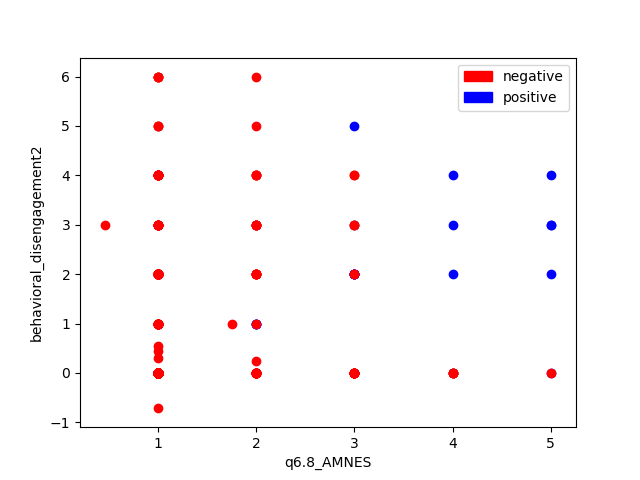 negative
positive
behavioral_disengagement2
6
5
4
3
2
1
0
−1
1 2 3 4 5
q6.8_AMNES